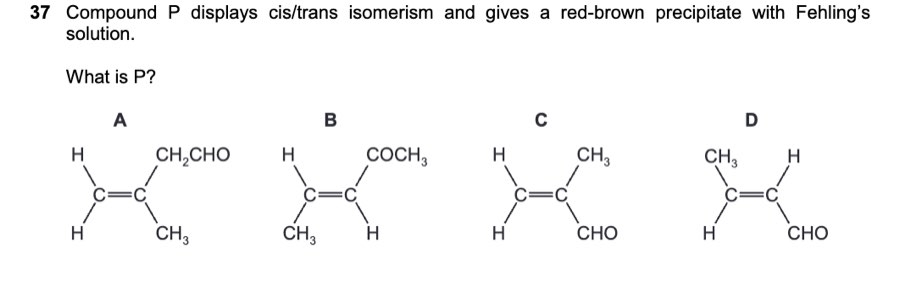 37 Compound P displays cis/trans isomerism and gives a red-brown precipitate with Fehling's
solution.
What is P?
A B C D
H CH₂CHO H COCH₃ H CH₃ CH₃ H
C=C C=C C=C C=C
H CH₃ CH₃ H H CHO H CHO